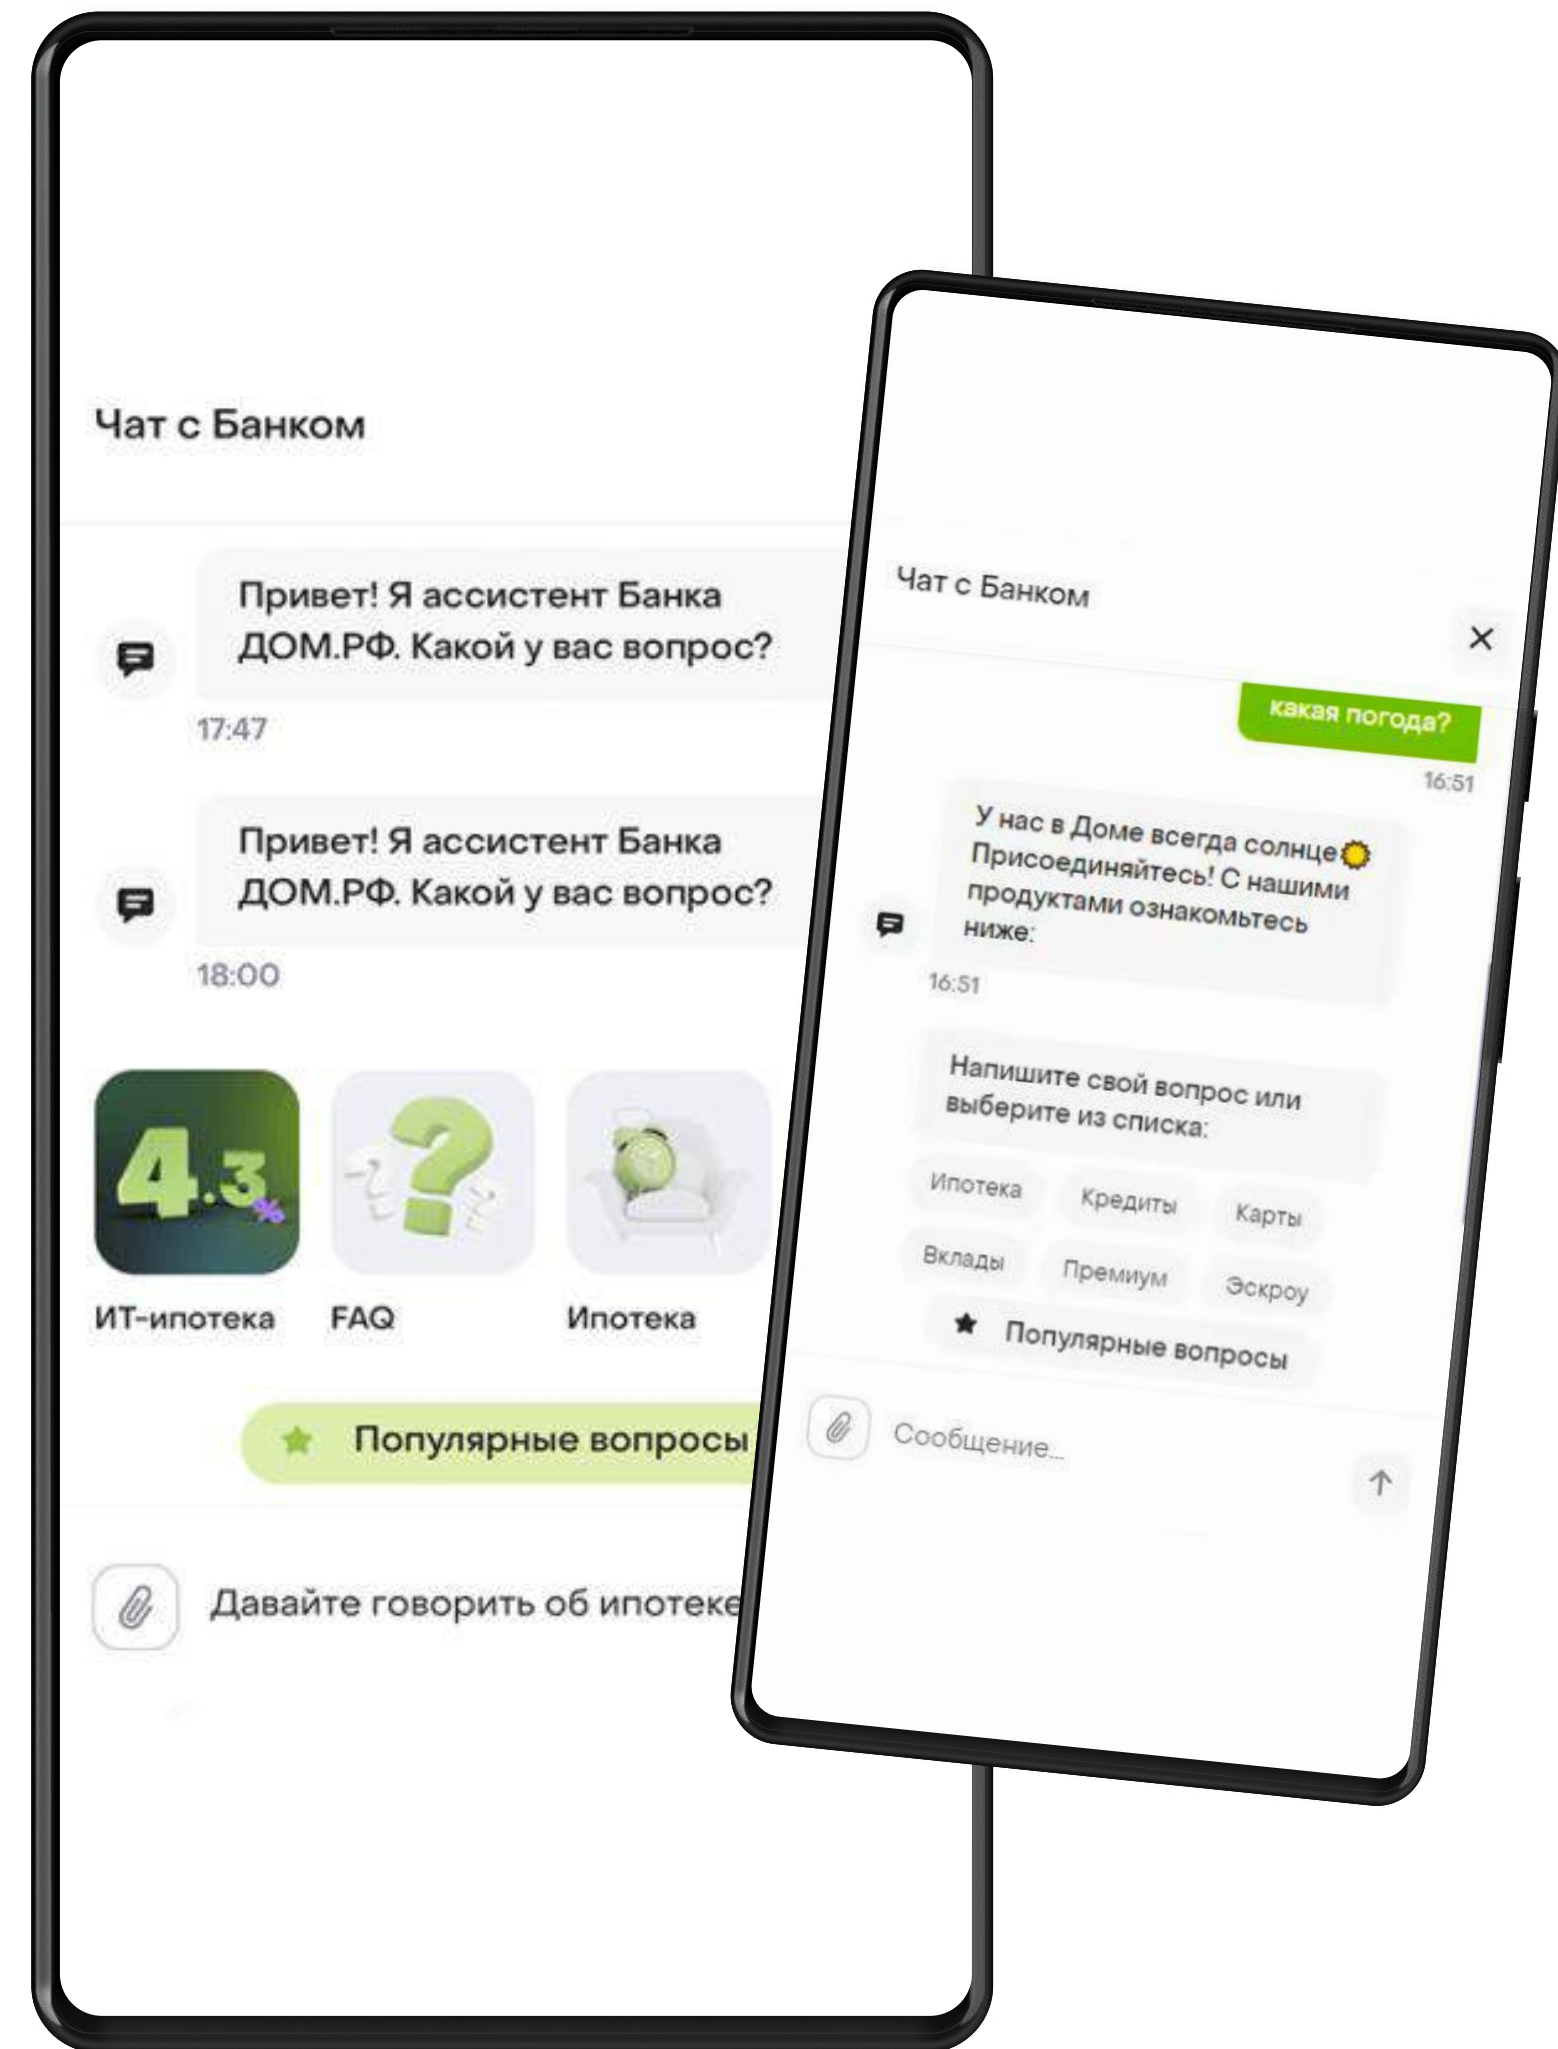 Чат с Банком
Привет! Я ассистент Банка
ДОМ.РФ. Какой у вас вопрос?
17:47
Привет! Я ассистент Банка
ДОМ.РФ. Какой у вас вопрос?
18:00
4.3
%
ИТ-ипотека
FAQ
Ипотека
Популярные вопросы
Давайте говорить об ипотеке
Чат с Банком
какая погода?
16:51
У нас в Доме всегда солнце
Присоединяйтесь! С нашими
продуктами ознакомьтесь
ниже:
16:51
Напишите свой вопрос или
выберите из списка:
Ипотека
Кредиты
Карты
Вклады
Премиум
Эскроу
Популярные вопросы
Сообщение...